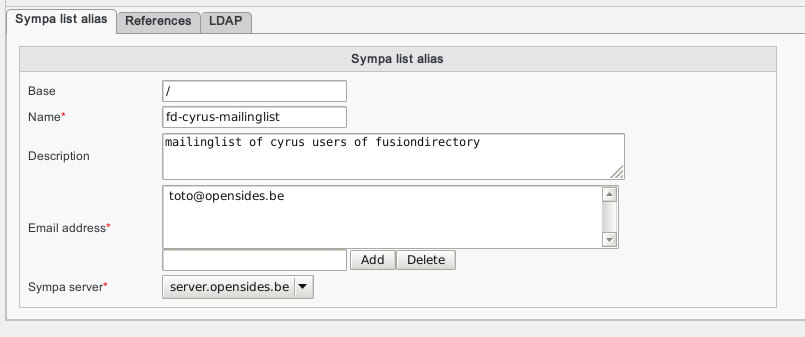 Sympa list alias References LDAP
Sympa list alias
Base /
Name* fd-cyrus-mailinglist
Description mailinglist of cyrus users of fusiondirectory
Email address* toto@opensides.be
Add Delete
Sympa server* server.opensides.be